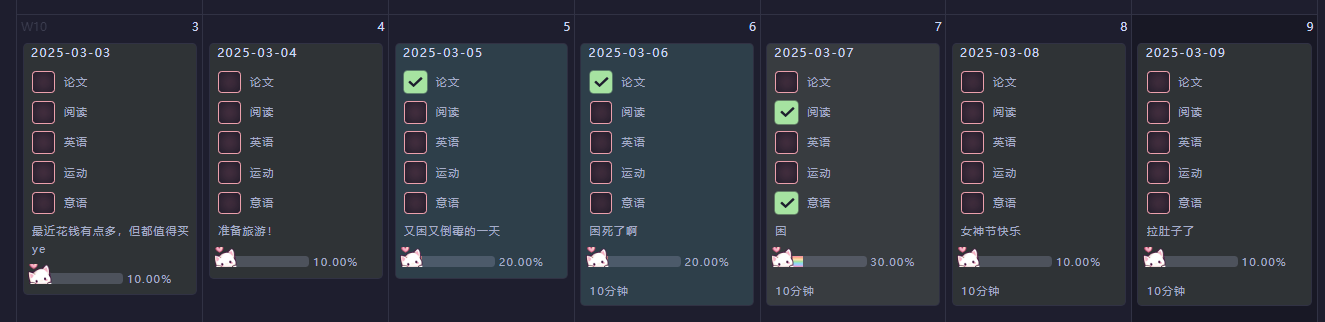 W10
3
2025-03-03
论文
阅读
英语
运动
意语
最近花钱有点多，但都值得买
ye
10.00%
4
2025-03-04
论文
阅读
英语
运动
意语
准备旅游！
10.00%
5
2025-03-05
论文
阅读
英语
运动
意语
又困又倒霉的一天
20.00%
6
2025-03-06
论文
阅读
英语
运动
意语
困死了啊
20.00%
10分钟
7
2025-03-07
论文
阅读
英语
运动
意语
困
30.00%
10分钟
8
2025-03-08
论文
阅读
英语
运动
意语
女神节快乐
10.00%
10分钟
9
2025-03-09
论文
阅读
英语
运动
意语
拉肚子了
10.00%
10分钟